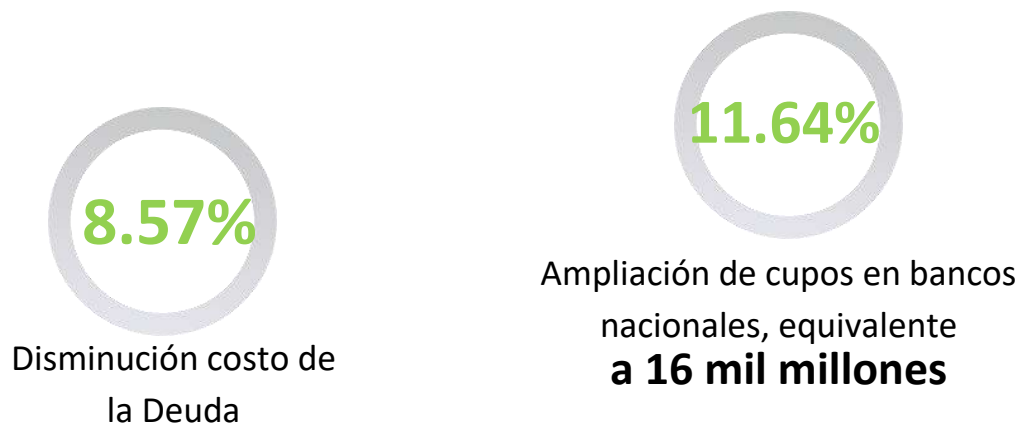 8.57%
Disminución costo de
la Deuda
11.64%
Ampliación de cupos en bancos
nacionales, equivalente
a 16 mil millones